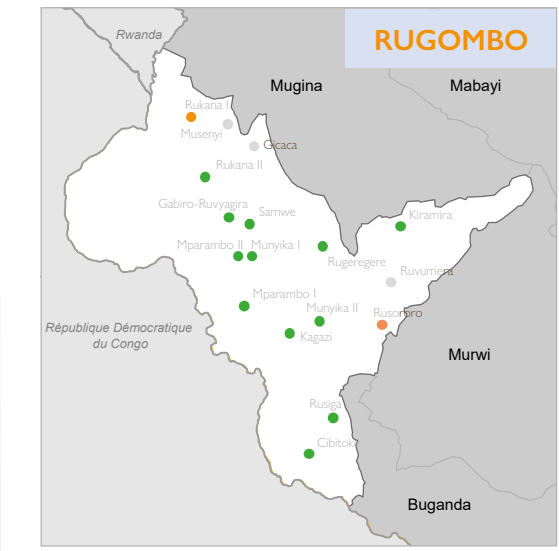 RUGOMBO
Rwanda
Mugina
Mabayi
Rukana I
Musenyi
Gicaca
Rukana II
Gabiro-Ruvyagira
Samwe
Kiramira
Mparambo II
Munyika I
Rugeregere
Ruvumera
Mparambo I
Munyika II
Rusororo
République Démocratique
du Congo
Kagazi
Murwi
Rusiga
Cibitok
Buganda